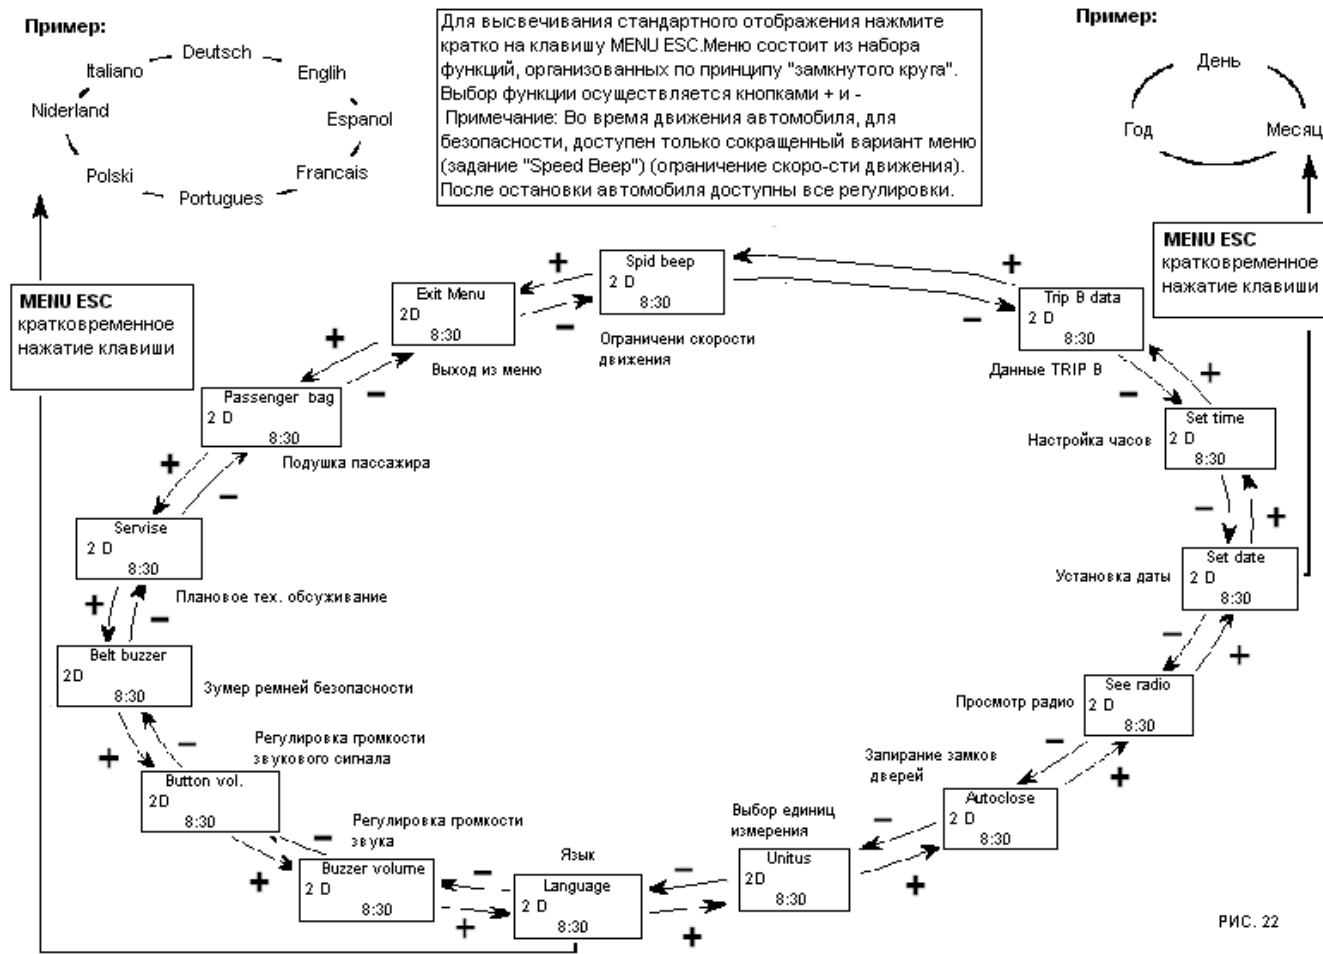 Пример:
Deutsch
Italiano
Englih
Niderland
Espanol
Polski
Francais
Portugues
Для высвечивания стандартного отображения нажмите
кратко на клавишу MENU ESC.Меню состоит из набора
функций, организованных по принципу "замкнутого круга".
Выбор функции осуществляется кнопками + и -
Примечание: Во время движения автомобиля, для
безопасности, доступен только сокращенный вариант меню
(задание "Speed Beep") (ограничение скоро-сти движения).
После остановки автомобиля доступны все регулировки.
Пример:
День
Год
Месяц
MENU ESC
кратковременное
нажатие клавиши
MENU ESC
кратковременное
нажатие клавиши
Spid beep
2 D
8:30
Ограничени скорости
движения
+
−
+
−
Exit Menu
2D
8:30
Выход из меню
Trip B data
2 D
8:30
Данные TRIP B
+
−
−
+
Passenger bag
2 D
8:30
Подушка пассажира
Set time
2 D
8:30
Настройка часов
+
−
−
+
Servise
2 D
8:30
Плановое тех. обсуживание
Set date
2 D
8:30
Установка даты
+
−
−
+
Belt buzzer
2D
8:30
Зумер ремней безопасности
See radio
2 D
8:30
Просмотр радио
+
−
−
+
Регулировка громкости
звукового сигнала
Button vol.
2D
8:30
Запирание замков
дверей
Autoclose
2 D
8:30
+
−
−
+
Регулировка громкости
звука
Buzzer volume
2 D
8:30
Выбор единиц
измерения
Unitus
2D
8:30
−
+
−
+
Язык
Language
2 D
8:30
РИС. 22